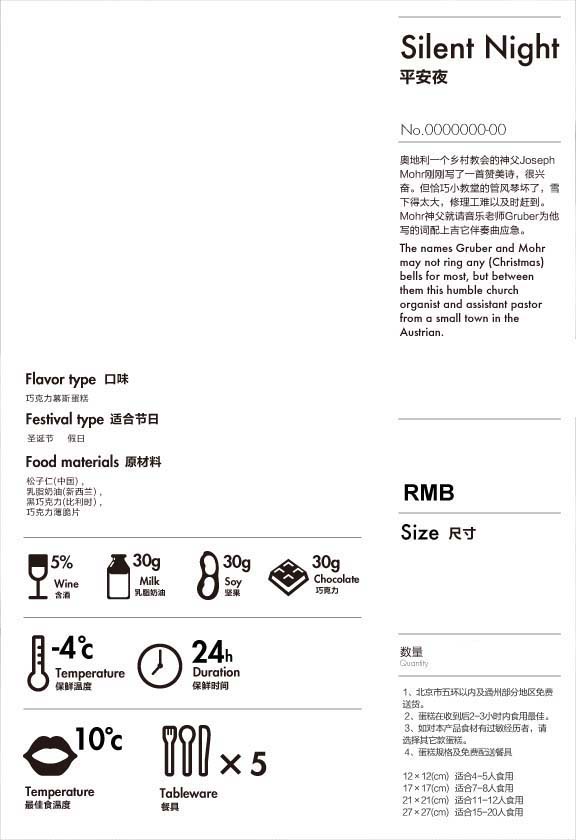 Silent Night
平安夜
No.0000000-00
奥地利一个乡村教会的神父Joseph
Mohr刚刚写了一首赞美诗，很兴
奋。但恰巧小教堂的管风琴坏了，雪
下得太大，修理工难以及时赶到。
Mohr神父就请音乐老师Gruber为他
写的词配上吉它伴奏曲应急。
The names Gruber and Mohr
may not ring any (Christmas)
bells for most, but between
them this humble church
organist and assistant pastor
from a small town in the
Austrian.
Flavor type 口味
巧克力慕斯蛋糕
Festival type 适合节日
圣诞节 假日
Food materials 原材料
松子仁(中国)，
乳脂奶油(新西兰)，
黑巧克力(比利时)，
巧克力薄脆片
5%
Wine
含酒
30g
Milk
乳脂奶油
30g
Soy
坚果
30g
Chocolate
巧克力
-4℃
Temperature
保鲜温度
24h
Duration
保鲜时间
10℃
Temperature
最佳食温度
× 5
Tableware
餐具
RMB
Size 尺寸
数量
Quantity
1、北京市五环以内及通州部分地区免费
送货。
2、蛋糕在收到后2-3小时内食用最佳。
3、如对本产品食材有过敏经历者，请
选择其它款蛋糕。
4、蛋糕规格及免费配送餐具
12×12(cm) 适合4-5人食用
17×17(cm) 适合7-8人食用
21×21(cm) 适合11-12人食用
27×27(cm) 适合15-20人食用